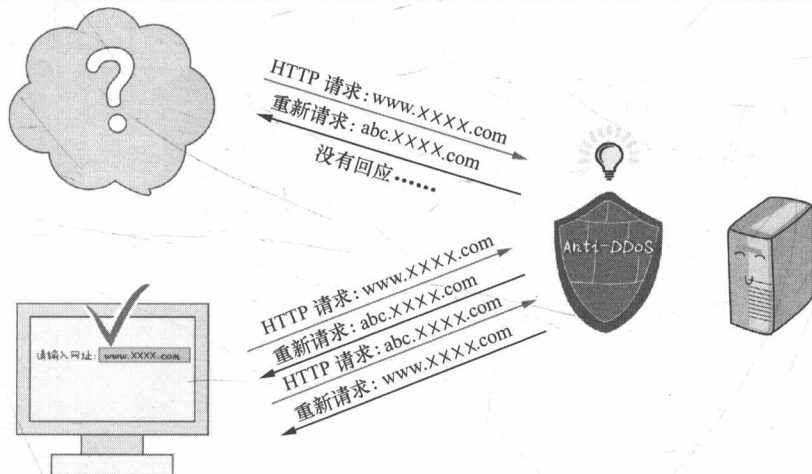 ?
HTTP 请求：www.XXXX.com
重新请求：abc.XXXX.com
没有回应……
Anti-DDoS
HTTP 请求：www.XXXX.com
重新请求：abc.XXXX.com
HTTP 请求：abc.XXXX.com
重新请求：www.XXXX.com
请输入网址：www.XXXX.com